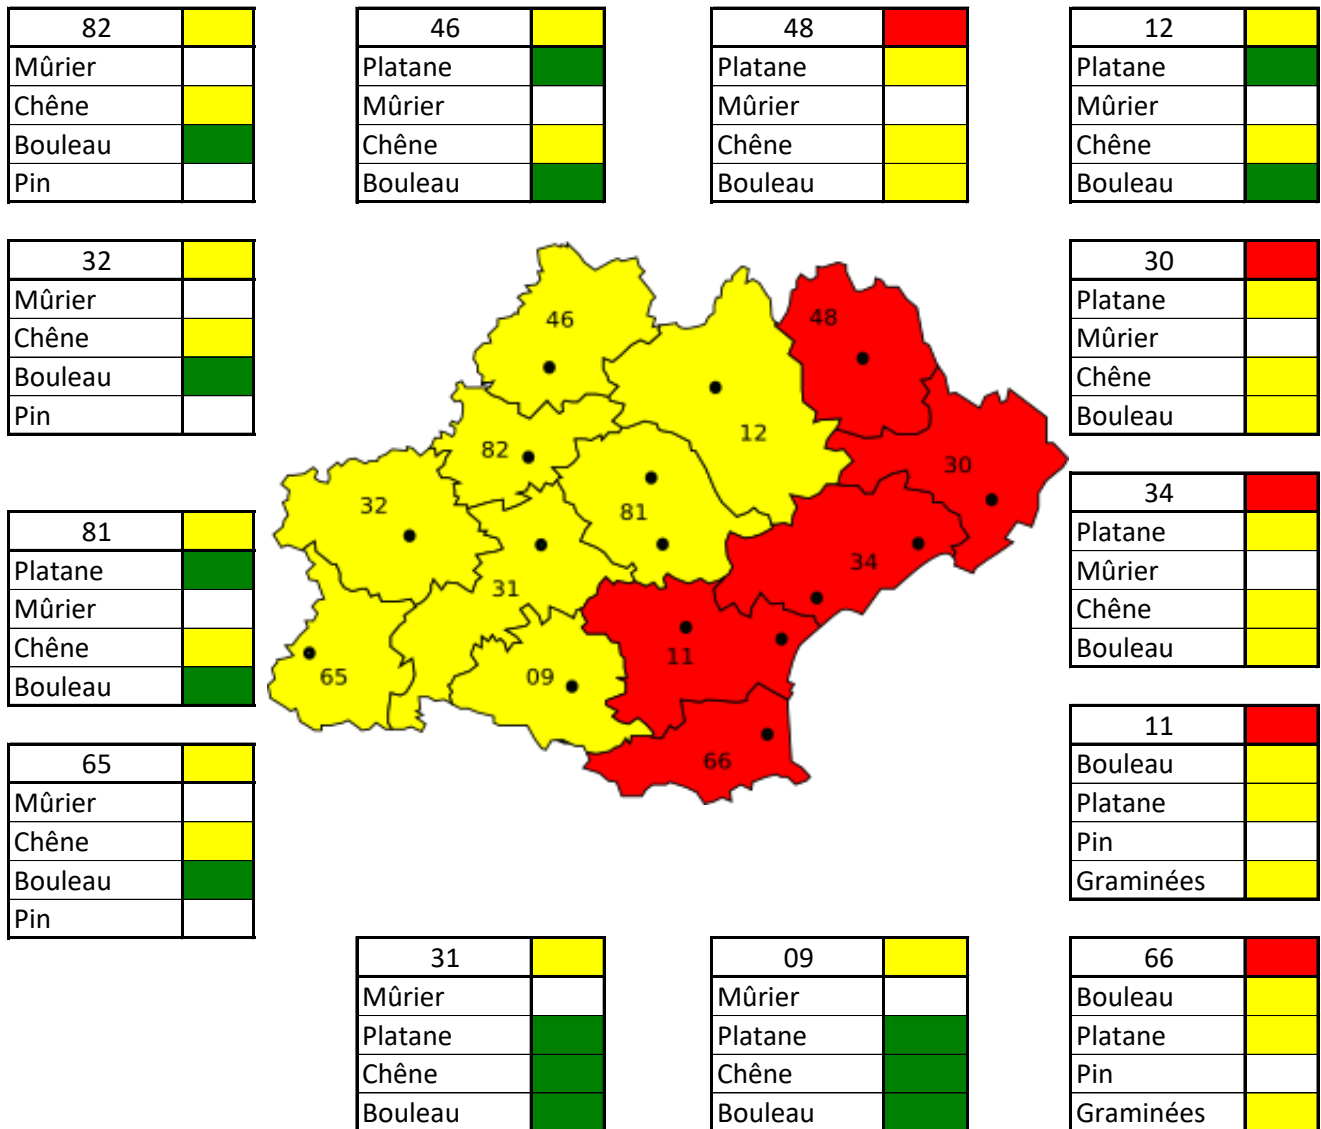 82
Mûrier
Chêne
Bouleau
Pin
46
Platane
Mûrier
Chêne
Bouleau
48
Platane
Mûrier
Chêne
Bouleau
12
Platane
Mûrier
Chêne
Bouleau
32
Mûrier
Chêne
Bouleau
Pin
81
Platane
Mûrier
Chêne
Bouleau
65
Mûrier
Chêne
Bouleau
Pin
46
48
12
82
30
32
81
34
31
11
65
09
66
30
Platane
Mûrier
Chêne
Bouleau
34
Platane
Mûrier
Chêne
Bouleau
11
Bouleau
Platane
Pin
Graminées
31
Mûrier
Platane
Chêne
Bouleau
09
Mûrier
Platane
Chêne
Bouleau
66
Bouleau
Platane
Pin
Graminées